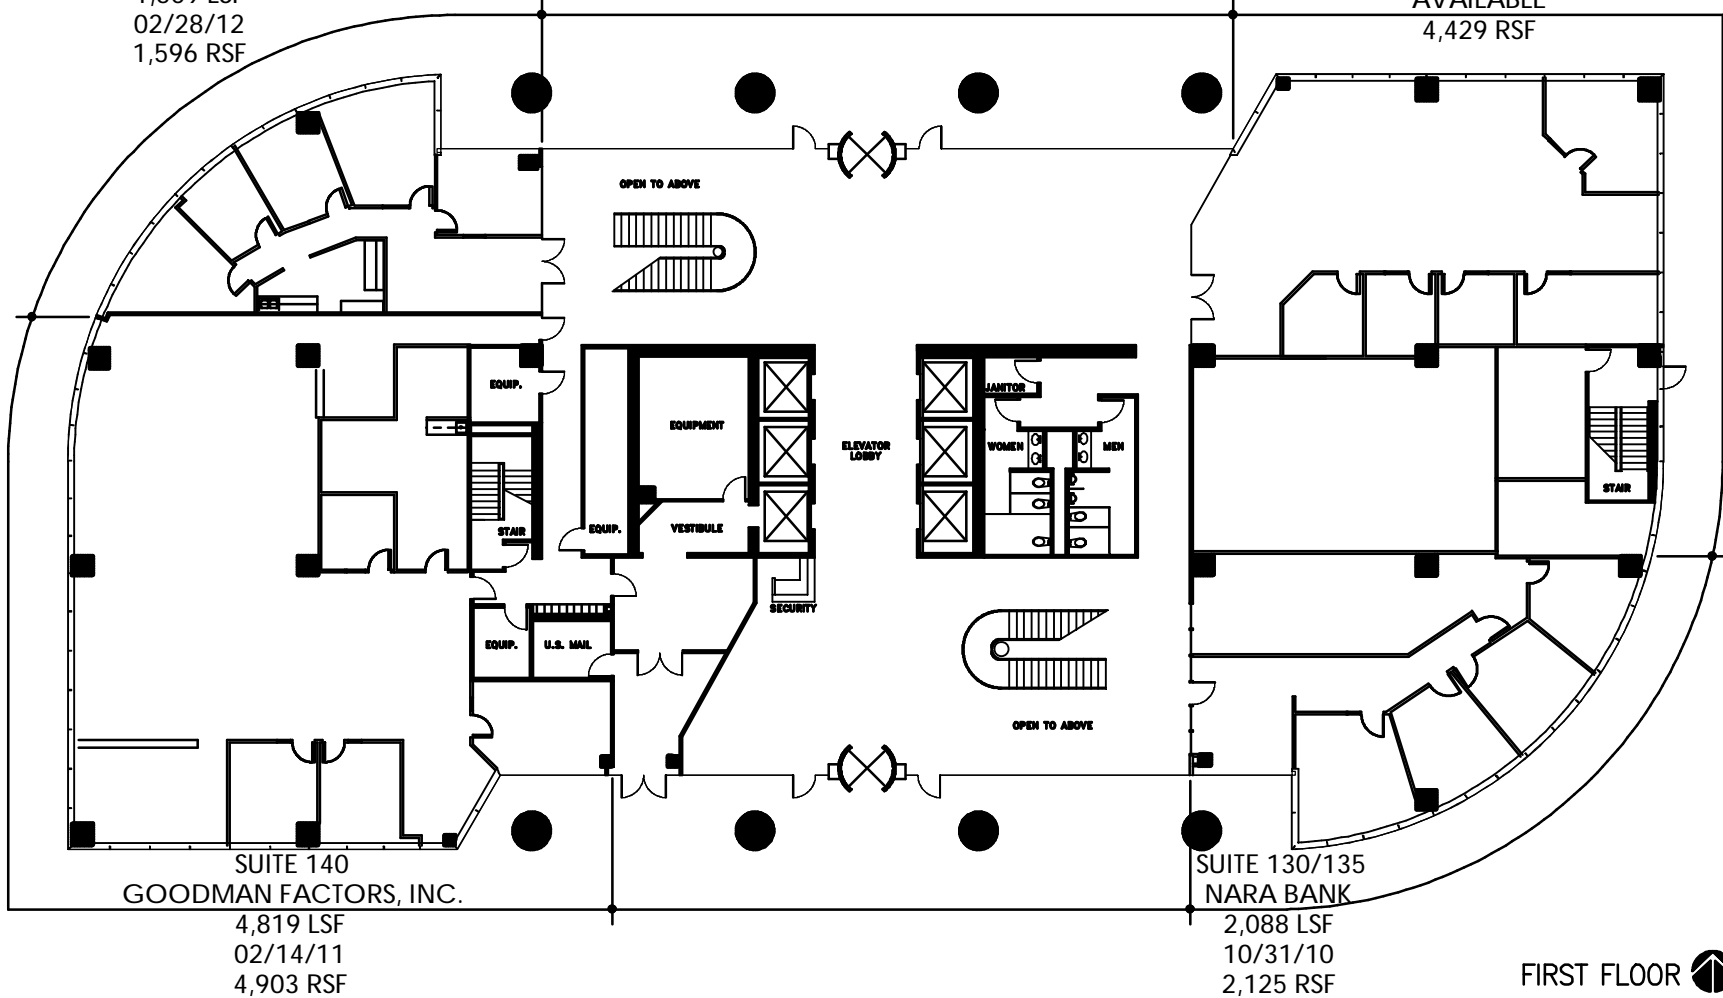 02/28/12
1,596 RSF
AVAILABLE
4,429 RSF
OPEN TO ABOVE
EQUIP.
EQUIPMENT
ELEVATOR
LOBBY
JANITOR
WOMEN
MEN
STAIR
STAIR
EQUIP.
VESTIBULE
SECURITY
EQUIP.
U.S. MAIL
OPEN TO ABOVE
SUITE 140
GOODMAN FACTORS, INC.
4,819 LSF
02/14/11
4,903 RSF
SUITE 130/135
NARA BANK
2,088 LSF
10/31/10
2,125 RSF
FIRST FLOOR